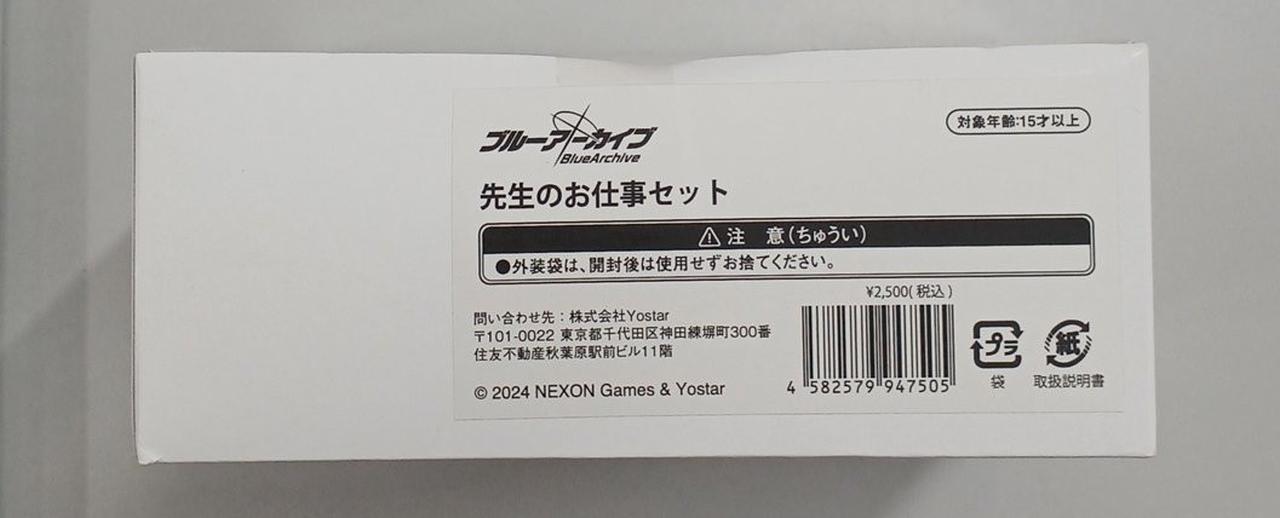 ブルーアーカイブ
BlueArchive
対象年齢:15才以上
先生のお仕事セット
⚠注 意(ちゅうい)
●外装袋は、開封後は使用せずお捨てください。
¥2,500(税込)
問い合わせ先:株式会社Yostar
〒101-0022 東京都千代田区神田練塀町300番
住友不動産秋葉原駅前ビル11階
© 2024 NEXON Games & Yostar
4 582579 947505
プラ
袋
紙
取扱説明書